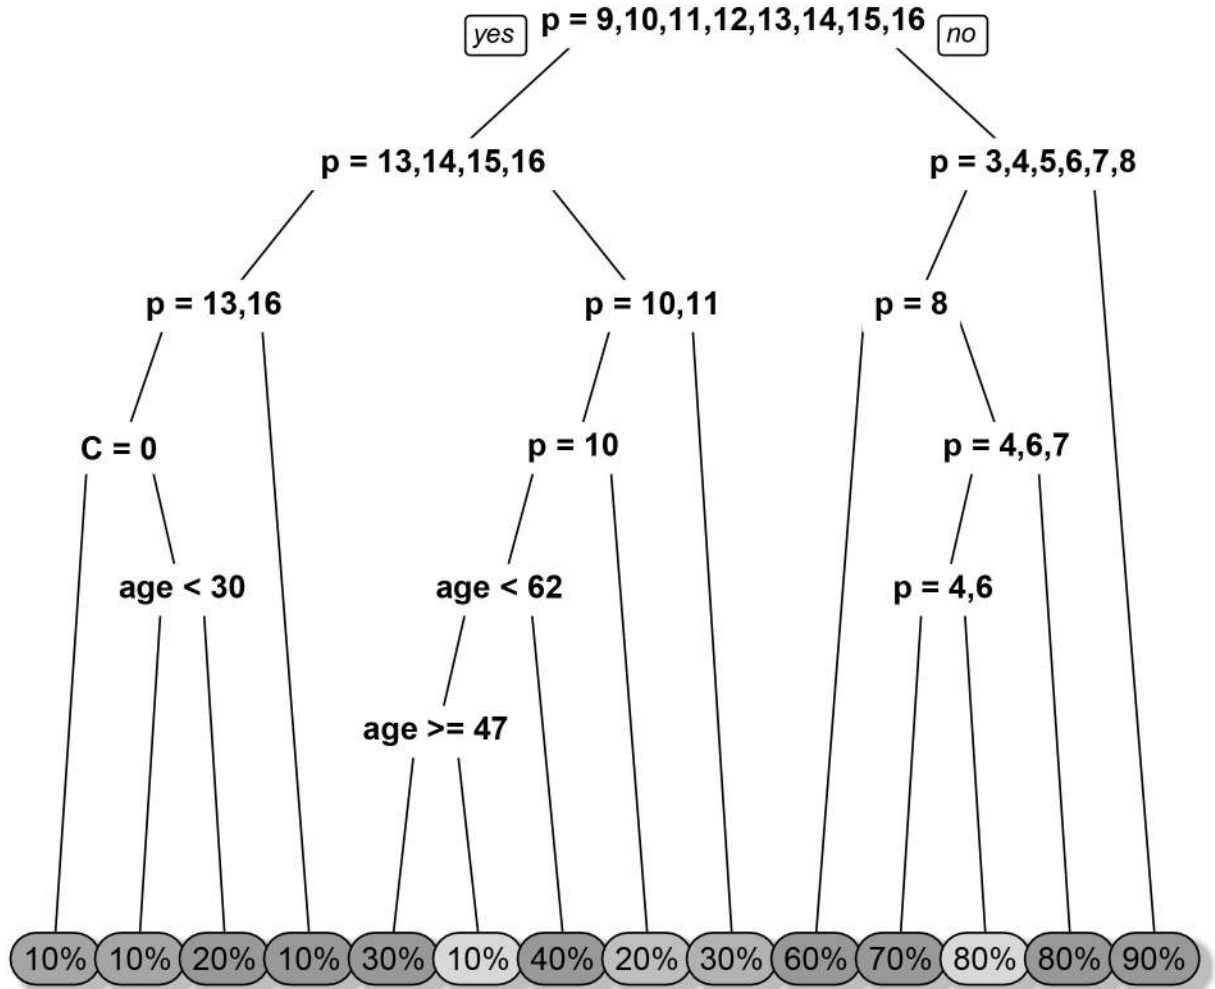 yes p = 9,10,11,12,13,14,15,16 no
p = 13,14,15,16 p = 3,4,5,6,7,8
p = 13,16 p = 10,11 p = 8
C = 0 p = 10 p = 4,6,7
age < 30 age < 62 p = 4,6
age >= 47
10% 10% 20% 10% 30% 10% 40% 20% 30% 60% 70% 80% 80% 90%